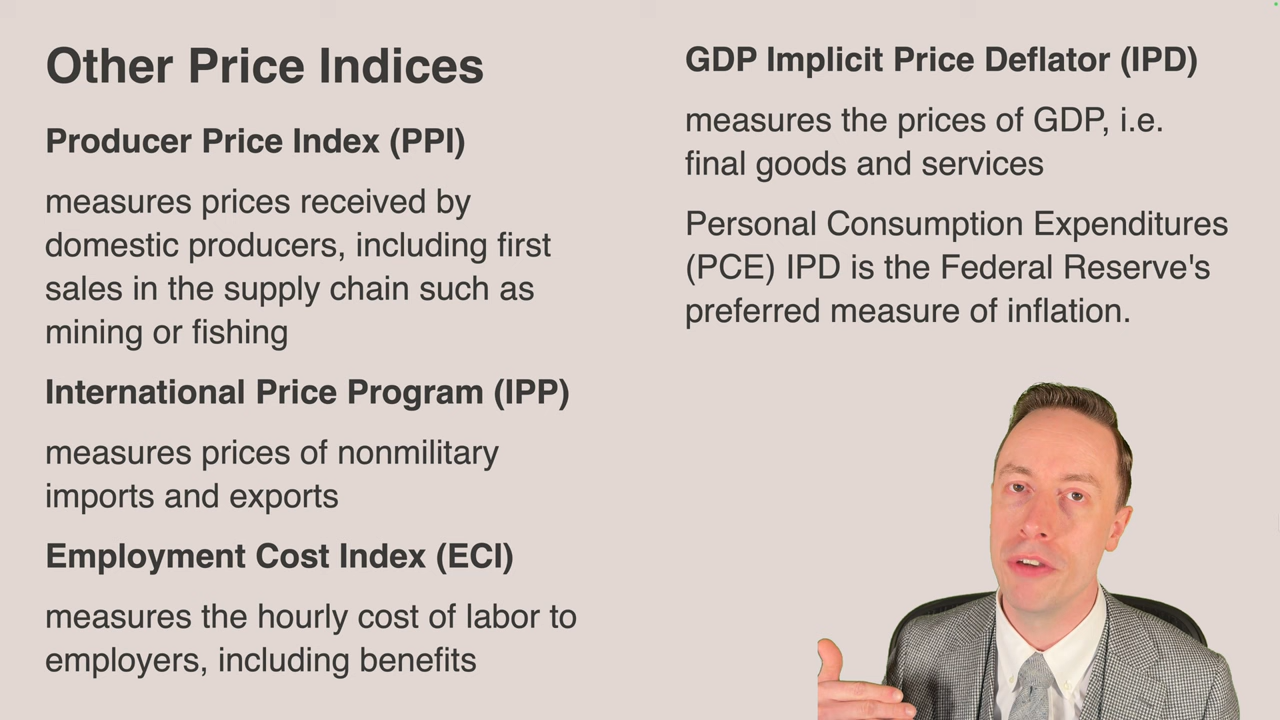 Other Price Indices
Producer Price Index (PPI)
measures prices received by
domestic producers, including first
sales in the supply chain such as
mining or fishing
International Price Program (IPP)
measures prices of nonmilitary
imports and exports
Employment Cost Index (ECI)
measures the hourly cost of labor to
employers, including benefits
GDP Implicit Price Deflator (IPD)
measures the prices of GDP, i.e.
final goods and services
Personal Consumption Expenditures
(PCE) IPD is the Federal Reserve's
preferred measure of inflation.